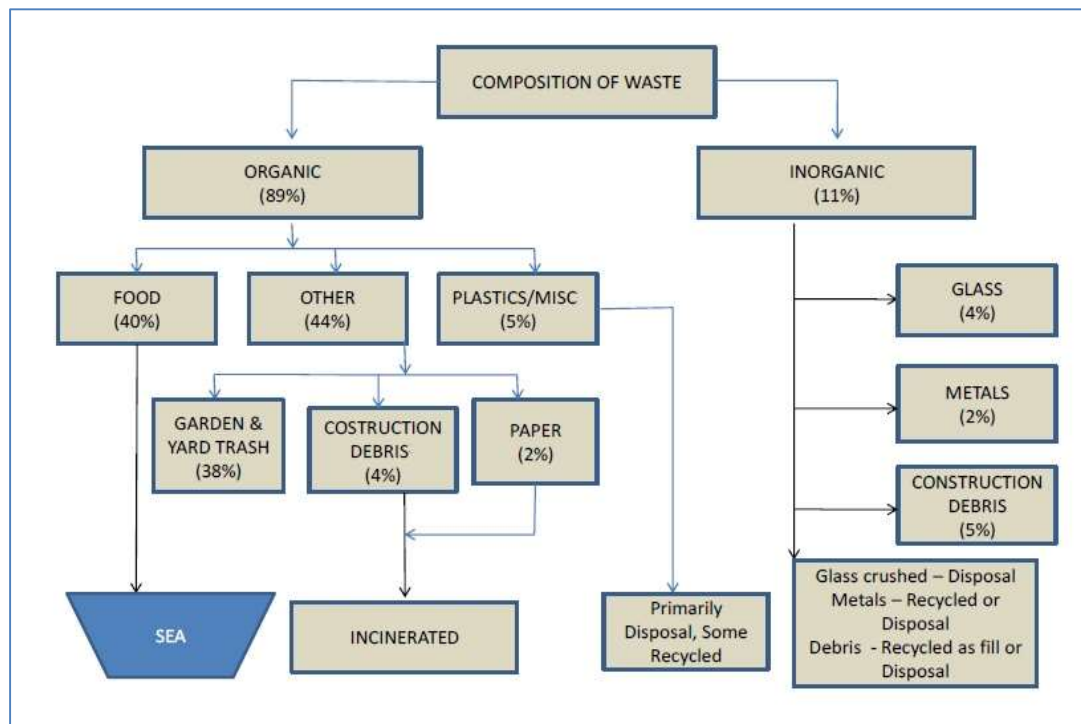 COMPOSITION OF WASTE
ORGANIC
(89%)
INORGANIC
(11%)
FOOD
(40%)
OTHER
(44%)
PLASTICS/MISC
(5%)
GLASS
(4%)
GARDEN &
YARD TRASH
(38%)
COSTRUCTION
DEBRIS
(4%)
PAPER
(2%)
METALS
(2%)
CONSTRUCTION
DEBRIS
(5%)
SEA
INCINERATED
Primarily
Disposal, Some
Recycled
Glass crushed – Disposal
Metals – Recycled or
Disposal
Debris - Recycled as fill or
Disposal